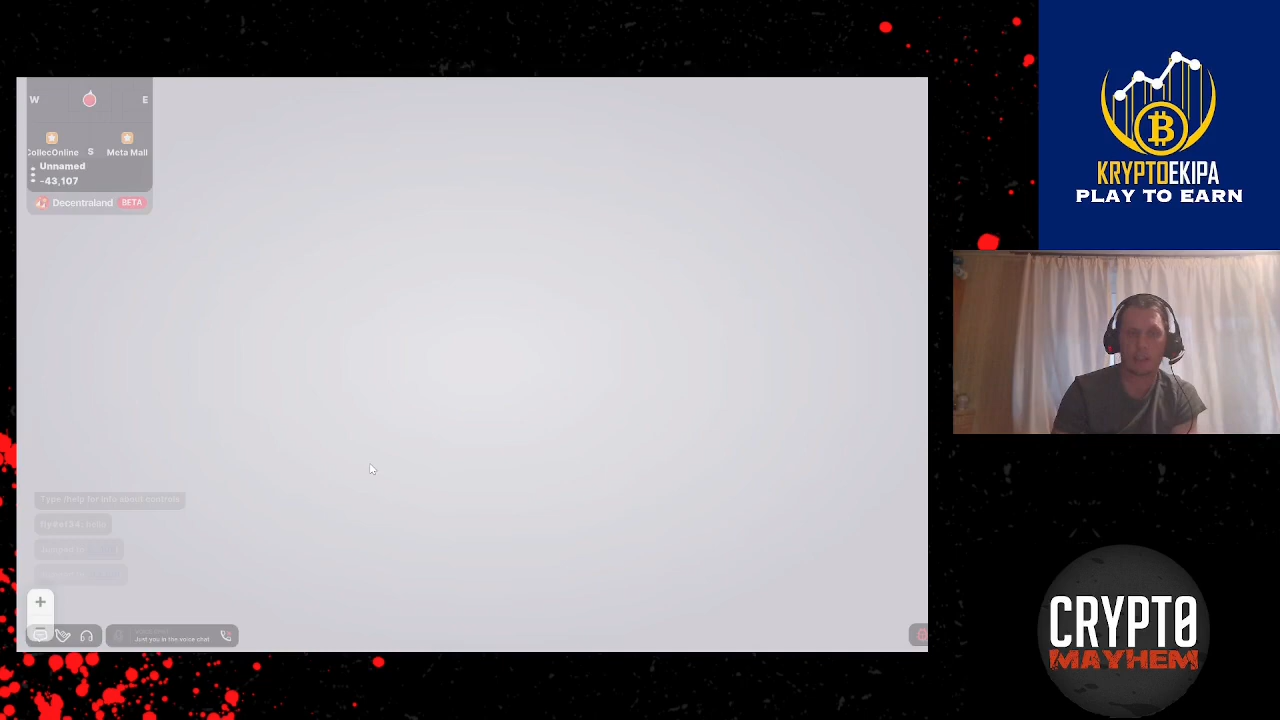 W
E
CollecOnline
S
Meta Mall
Unnamed
-43,107
Decentraland BETA
Type /help for info about controls
Just you in the voice chat
KRYPTOEKIPA
PLAY TO EARN
CRYPTO
MAYHEM